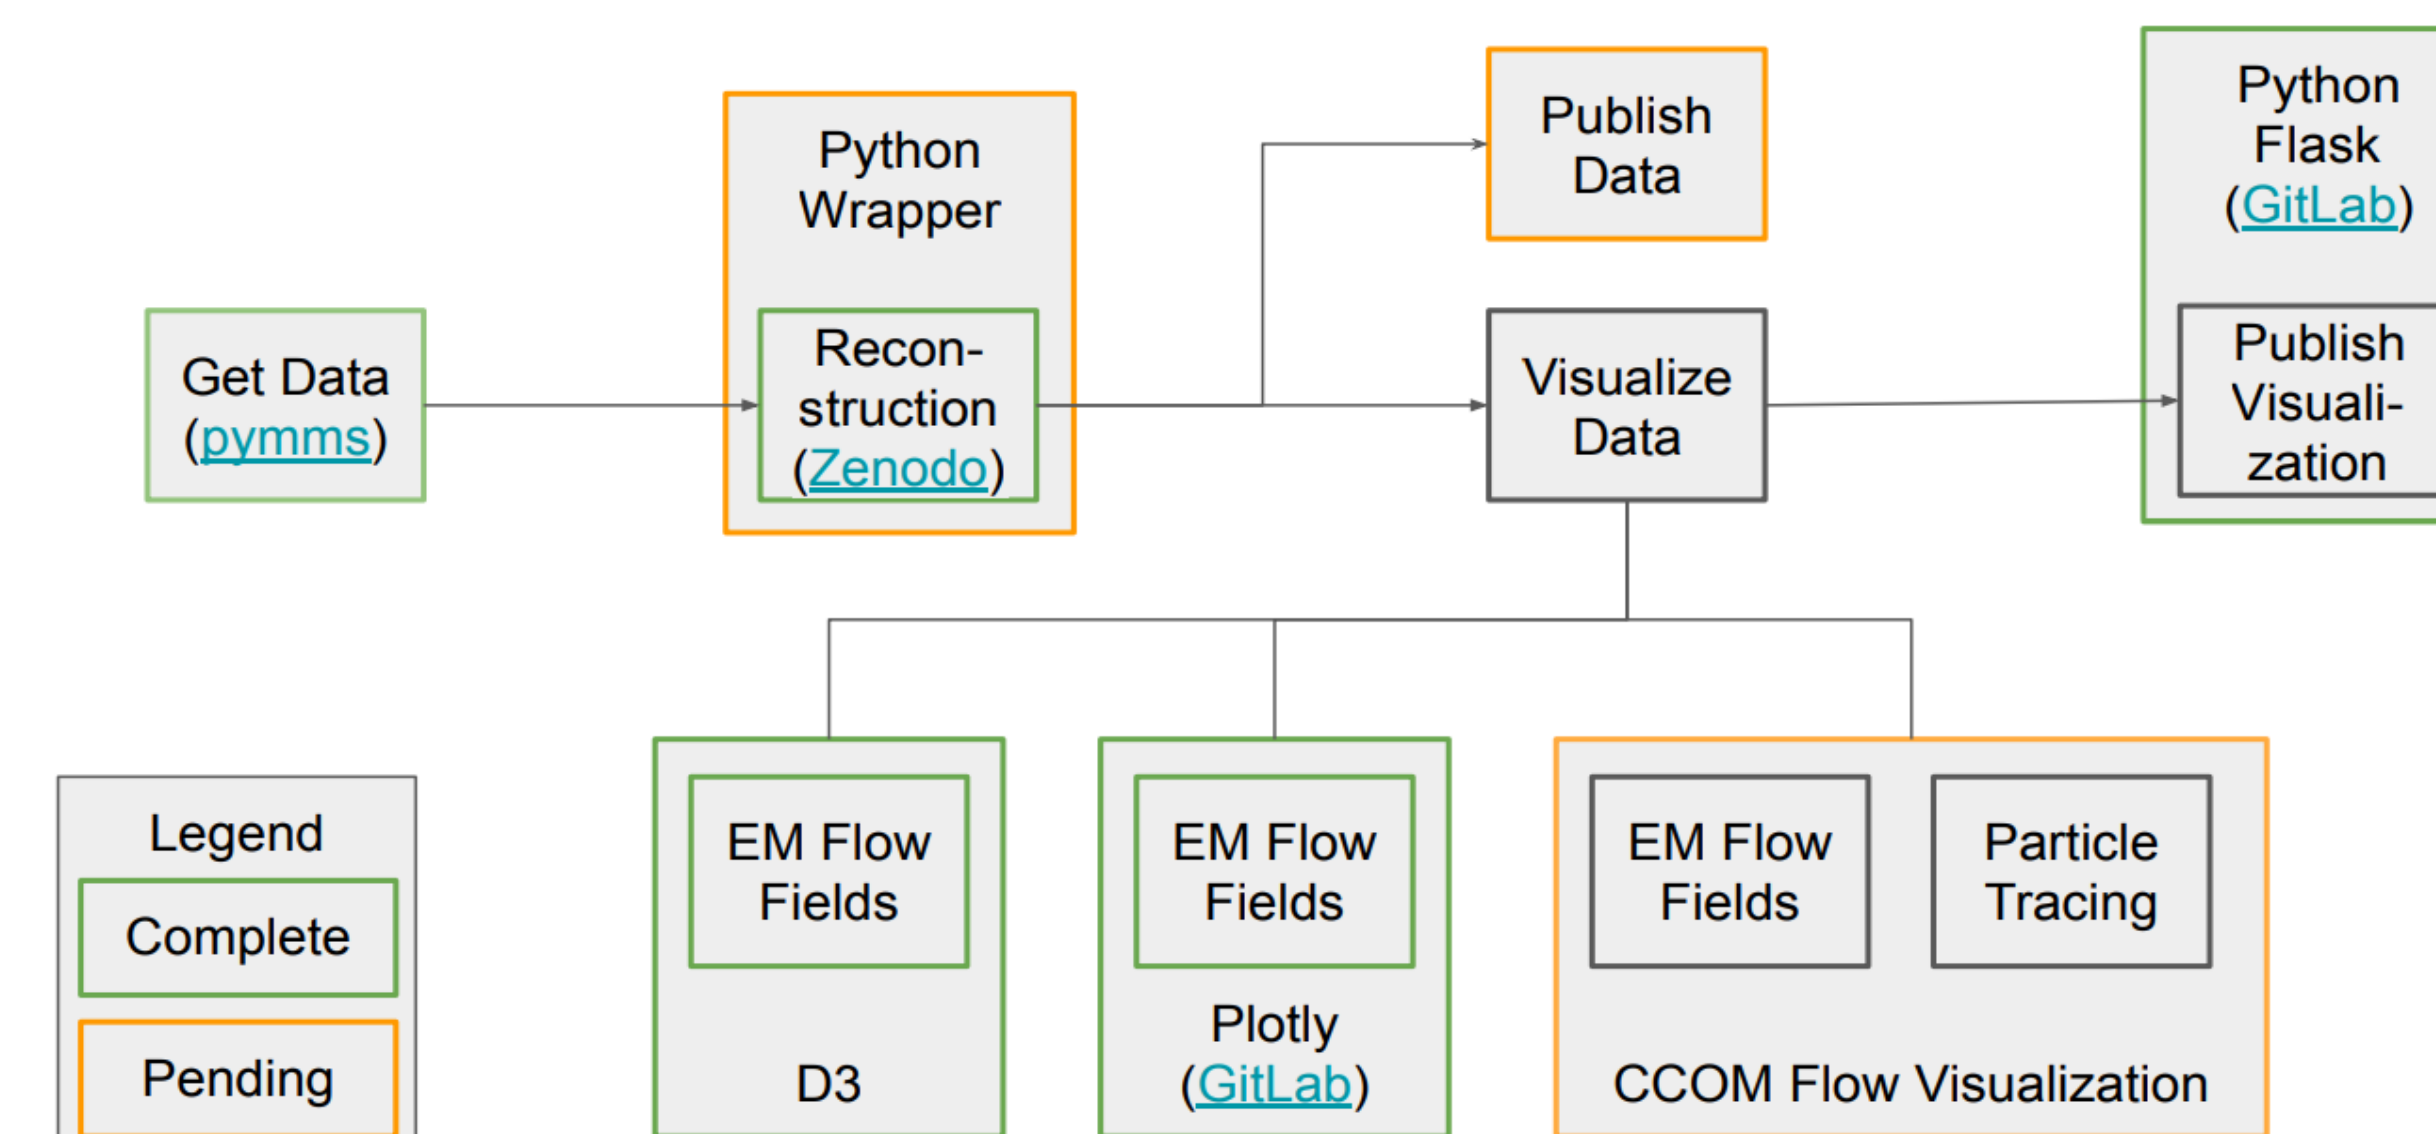 Python
Wrapper
Publish
Data
Python
Flask
(GitLab)
Get Data
(pymms)
Recon-
struction
(Zenodo)
Visualize
Data
Publish
Visuali-
zation
Legend
Complete
Pending
EM Flow
Fields
D3
EM Flow
Fields
Plotly
(GitLab)
EM Flow
Fields
Particle
Tracing
CCOM Flow Visualization